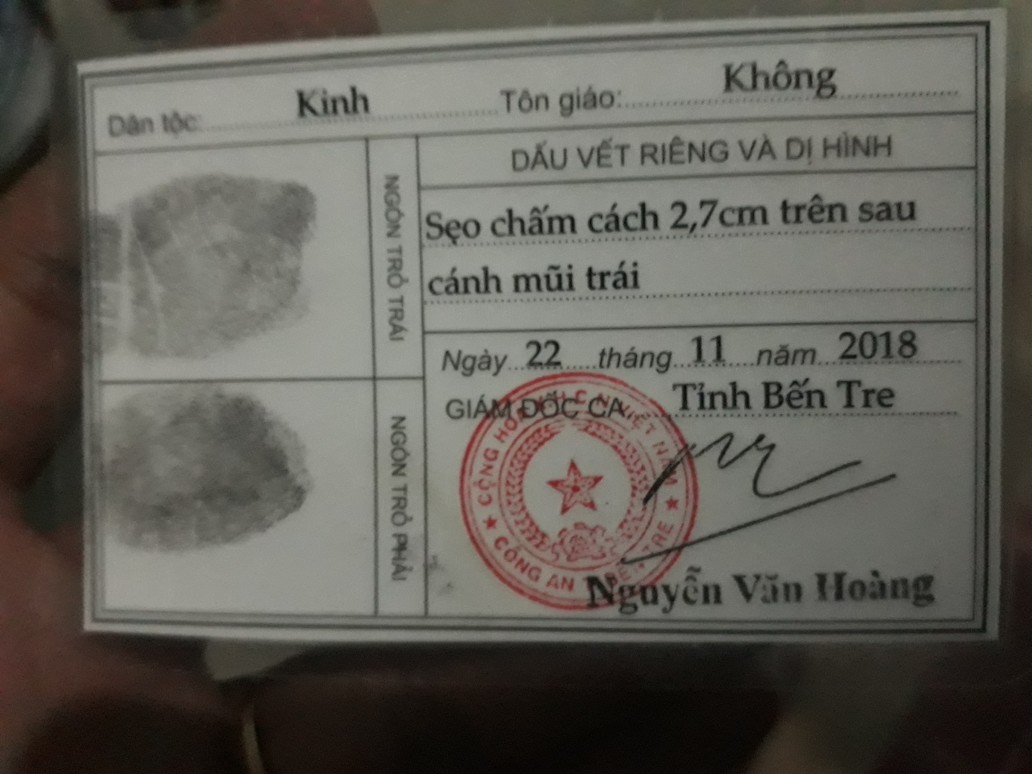 Dân tộc: Kinh Tôn giáo: Không
NGÓN TRỎ TRÁI
NGÓN TRỎ PHẢI
DẤU VẾT RIÊNG VÀ DỊ HÌNH
Sẹo chấm cách 2,7cm trên sau
cánh mũi trái
Ngày 22 tháng 11 năm 2018
GIÁM ĐỐC CA Tỉnh Bến Tre
CÔNG AN
Nguyễn Văn Hoàng